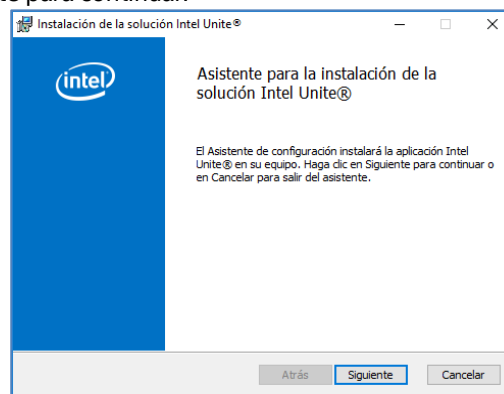 para continuar.
Instalación de la solución Intel Unite®
intel
Asistente para la instalación de la
solución Intel Unite®
El Asistente de configuración instalará la aplicación Intel
Unite® en su equipo. Haga clic en Siguiente para continuar o
en Cancelar para salir del asistente.
Atrás Siguiente Cancelar